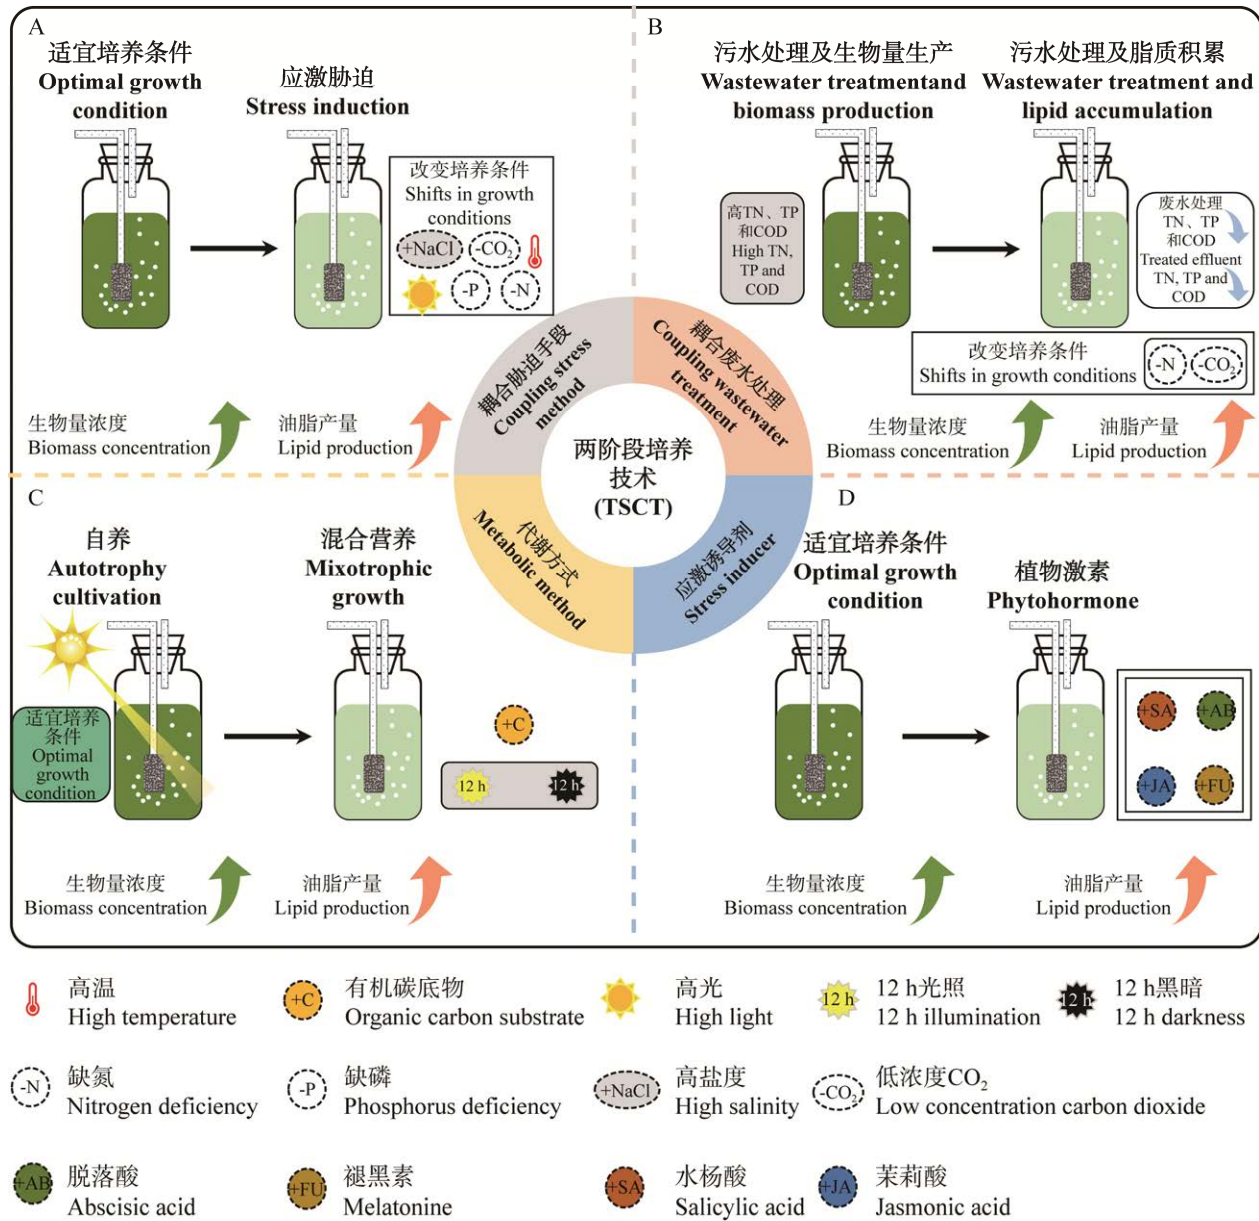 A
适宜培养条件
Optimal growth
condition
应激胁迫
Stress induction
改变培养条件
Shifts in growth
conditions
+NaCl
-CO₂
-P
-N
生物量浓度
Biomass concentration
油脂产量
Lipid production
B
污水处理及生物量生产
Wastewater treatmentand
biomass production
污水处理及脂质积累
Wastewater treatment and
lipid accumulation
高TN、TP
和COD
High TN,
TP and
COD
废水处理
TN、TP
和COD
Treated effluent
TN, TP and
COD
改变培养条件
Shifts in growth conditions
-N
-CO₂
生物量浓度
Biomass concentration
油脂产量
Lipid production
耦合胁迫手段
Coupling stress
method
耦合废水处理
Coupling wastewater
treatment
两阶段培养
技术
(TSCT)
代谢方式
Metabolic method
应激诱导剂
Stress inducer
C
自养
Autotrophy
cultivation
混合营养
Mixotrophic
growth
适宜培养
条件
Optimal
growth
condition
+C
12 h
12 h
生物量浓度
Biomass concentration
油脂产量
Lipid production
D
适宜培养条件
Optimal growth
condition
植物激素
Phytohormone
+SA
+AB
+JA
+FU
生物量浓度
Biomass concentration
油脂产量
Lipid production
高温
High temperature
+C
有机碳底物
Organic carbon substrate
高光
High light
12 h
12 h光照
12 h illumination
12 h
12 h黑暗
12 h darkness
-N
缺氮
Nitrogen deficiency
-P
缺磷
Phosphorus deficiency
+NaCl
高盐度
High salinity
-CO₂
低浓度CO₂
Low concentration carbon dioxide
+AB
脱落酸
Abscisic acid
+FU
褪黑素
Melatonine
+SA
水杨酸
Salicylic acid
+JA
茉莉酸
Jasmonic acid